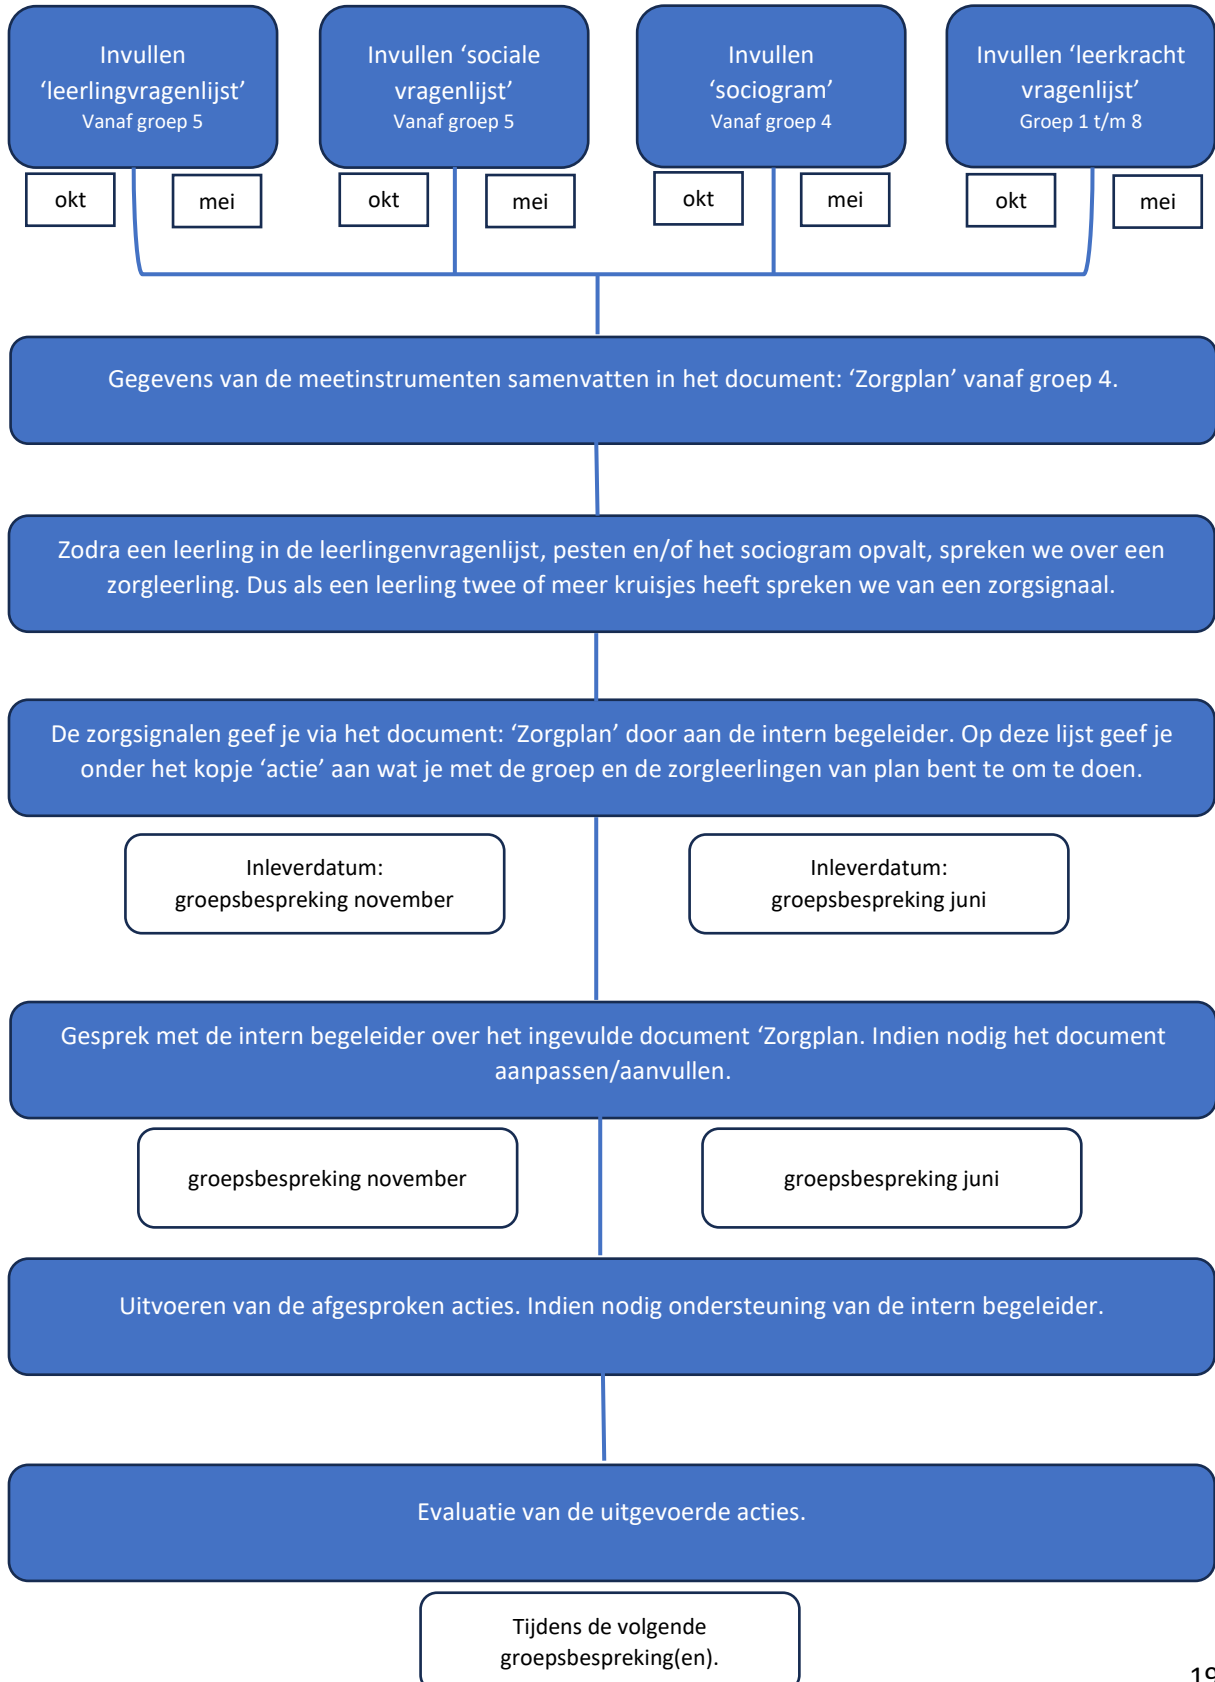 Invullen
‘leerlingvragenlijst’
Vanaf groep 5
Invullen ‘sociale
vragenlijst’
Vanaf groep 5
Invullen
‘sociogram’
Vanaf groep 4
Invullen ‘leerkracht
vragenlijst’
Groep 1 t/m 8
okt
mei
okt
mei
okt
mei
okt
mei
Gegevens van de meetinstrumenten samenvatten in het document: ‘Zorgplan’ vanaf groep 4.
Zodra een leerling in de leerlingenvragenlijst, pesten en/of het sociogram opvalt, spreken we over een
zorgleerling. Dus als een leerling twee of meer kruisjes heeft spreken we van een zorgsignaal.
De zorgsignalen geef je via het document: ‘Zorgplan’ door aan de intern begeleider. Op deze lijst geef je
onder het kopje ‘actie’ aan wat je met de groep en de zorgleerlingen van plan bent te om te doen.
Inleverdatum:
groepsbespreking november
Inleverdatum:
groepsbespreking juni
Gesprek met de intern begeleider over het ingevulde document ‘Zorgplan. Indien nodig het document
aanpassen/aanvullen.
groepsbespreking november
groepsbespreking juni
Uitvoeren van de afgesproken acties. Indien nodig ondersteuning van de intern begeleider.
Evaluatie van de uitgevoerde acties.
Tijdens de volgende
groepsbespreking(en).
19